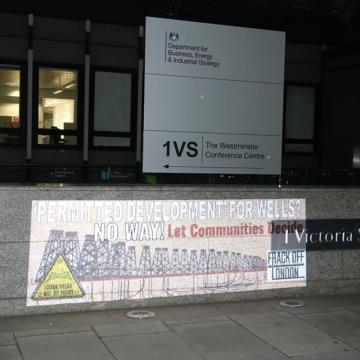 Department for
Business, Energy
& Industrial Strategy
1VS
The Westminster
Conference Centre
PERMITTED DEVELOPMENT FOR WELLS?
NO WAY! Let Communities Decide
1 Victoria S
FRACK OFF
LONDON